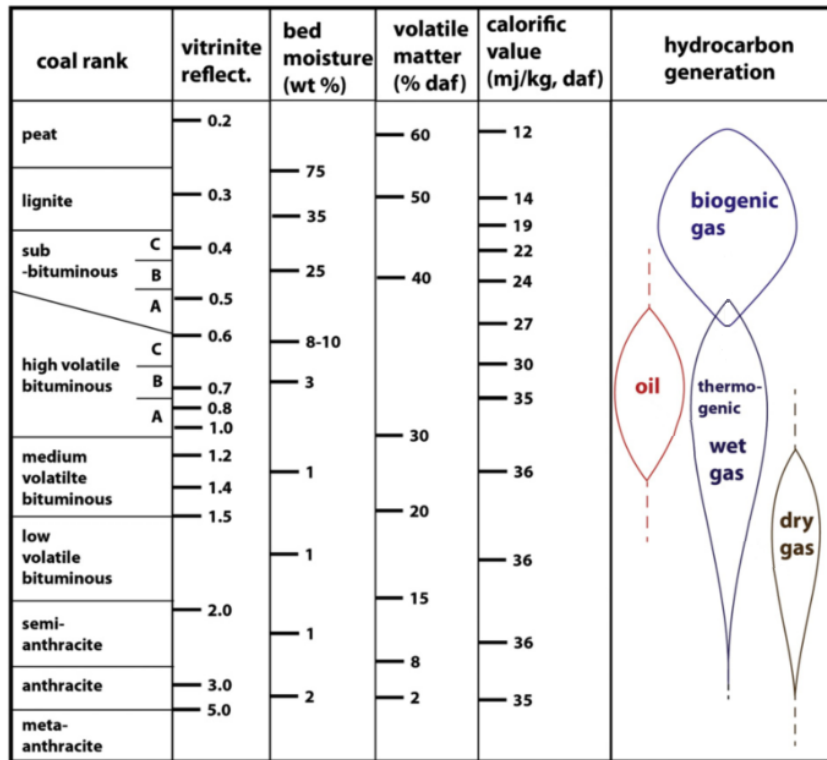 coal rank
vitrinite
reflect.
bed
moisture
(wt %)
volatile
matter
(% daf)
calorific
value
(mj/kg, daf)
hydrocarbon
generation
peat
lignite
sub
-bituminous
C
B
A
high volatile
bituminous
C
B
A
medium
volatilte
bituminous
low
volatile
bituminous
semi-
anthracite
anthracite
meta-
anthracite
0.2
0.3
0.4
0.5
0.6
0.7
0.8
1.0
1.2
1.4
1.5
2.0
3.0
5.0
75
35
25
8-10
3
1
1
1
2
60
50
40
30
20
15
8
2
12
14
19
22
24
27
30
35
36
36
36
35
biogenic
gas
oil
thermo-
genic
wet
gas
dry
gas